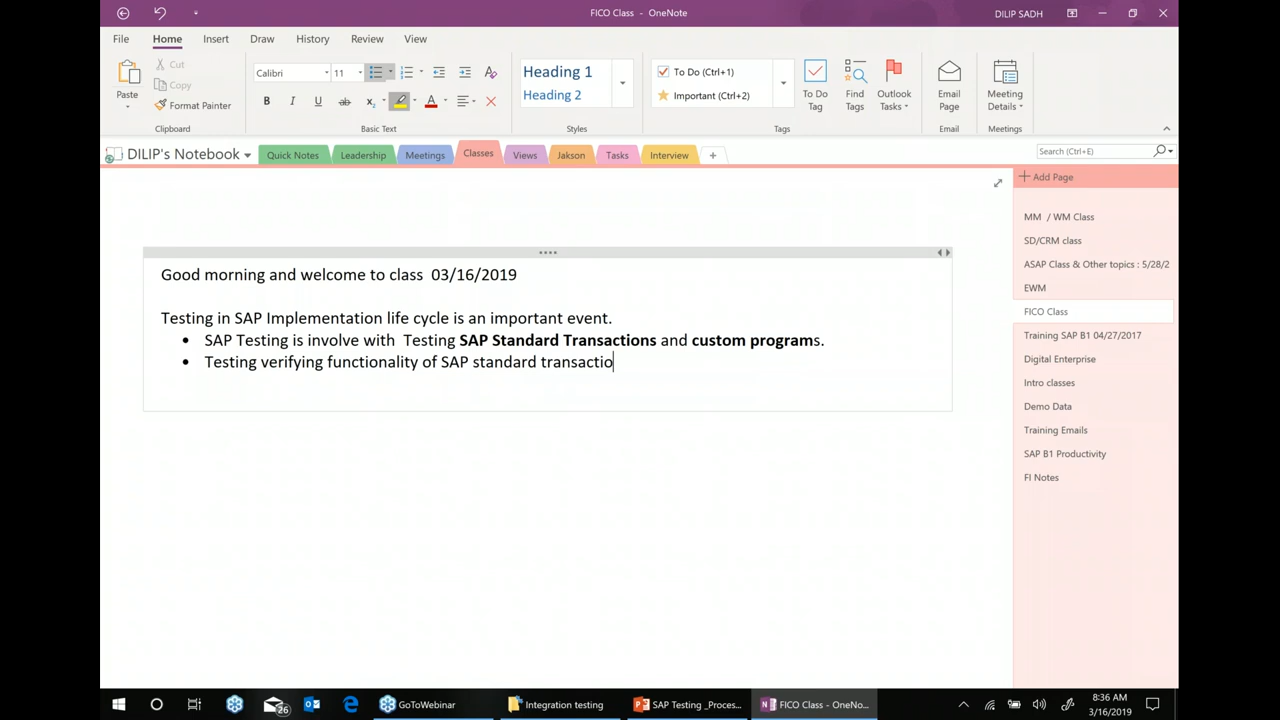 FICO Class - OneNote
DILIP SADH
File Home Insert Draw History Review View
Paste
Cut
Copy
Format Painter
Clipboard
Calibri 11
B I U ab x₂ A
Basic Text
Heading 1
Heading 2
Styles
To Do (Ctrl+1)
Important (Ctrl+2)
To Do Tag
Find Tags
Outlook Tasks
Tags
Email Page
Email
Meeting Details
Meetings
DILIP's Notebook
Quick Notes Leadership Meetings Classes Views Jakson Tasks Interview
Search (Ctrl+E)
Add Page
MM / WM Class
SD/CRM class
ASAP Class & Other topics : 5/28/2
EWM
FICO Class
Training SAP B1 04/27/2017
Digital Enterprise
Intro classes
Demo Data
Training Emails
SAP B1 Productivity
FI Notes
Good morning and welcome to class 03/16/2019
Testing in SAP Implementation life cycle is an important event.
• SAP Testing is involve with Testing SAP Standard Transactions and custom programs.
• Testing verifying functionality of SAP standard transactio
26
GoToWebinar
Integration testing
SAP Testing _Proces...
FICO Class - OneNo...
8:36 AM
3/16/2019